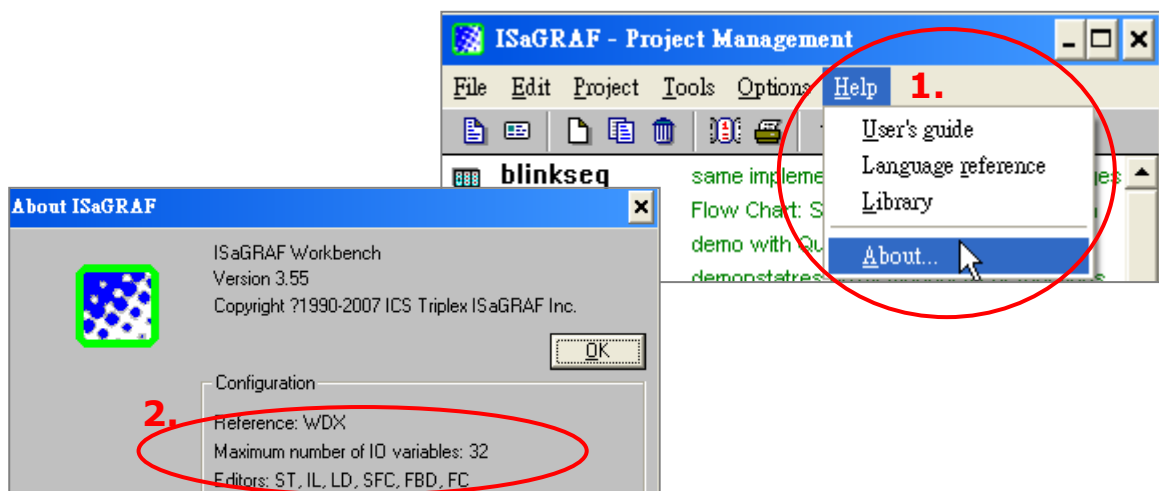 ISaGRAF - Project Management
File Edit Project Tools Options Help 1.
User's guide
Language reference
Library
About...
blinkseq same impleme
Flow Chart: S
demo with Qu
demonstatres
About ISaGRAF
ISaGRAF Workbench
Version 3.55
Copyright ?1990-2007 ICS Triplex ISaGRAF Inc.
OK
Configuration
2.
Reference: WDX
Maximum number of IO variables: 32
Editors: ST, IL, LD, SFC, FBD, FC